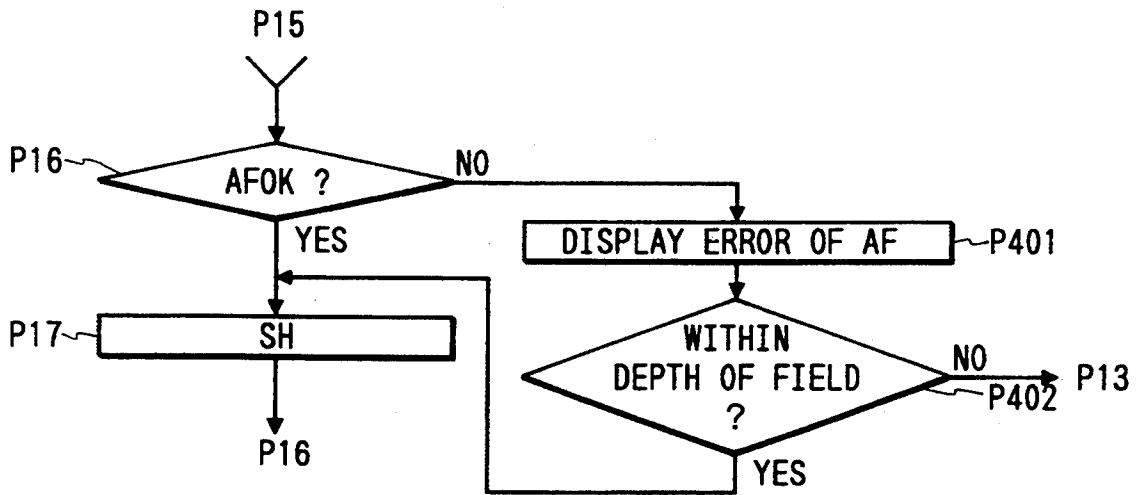 P15
P16
AFOK ?
NO
YES
DISPLAY ERROR OF AF
P401
P17
SH
WITHIN
DEPTH OF FIELD
?
NO
P13
P402
P16
YES